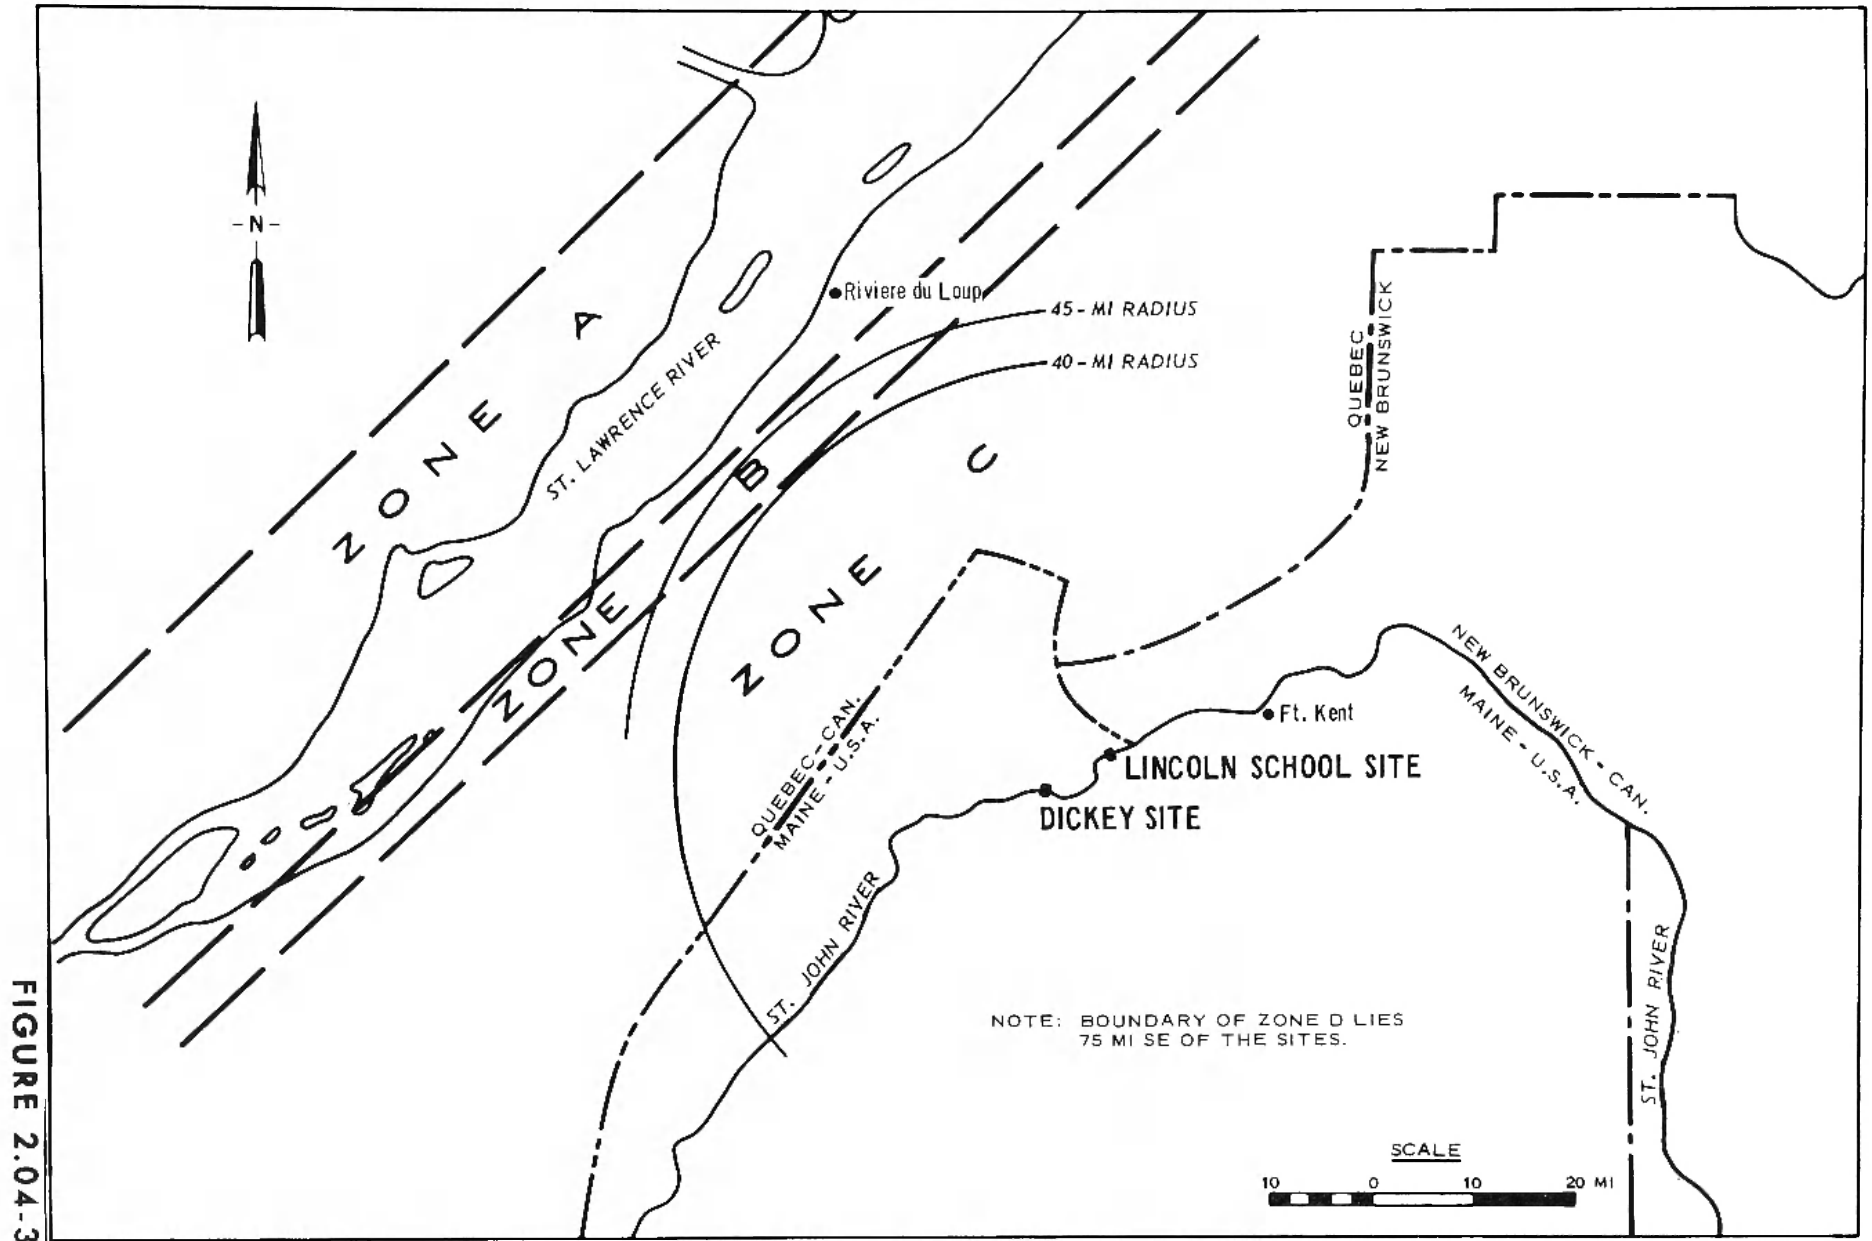 - N -
ZONE A
ST. LAWRENCE RIVER
Riviere du Loup
45 - MI RADIUS
40 - MI RADIUS
ZONE B
ZONE C
QUEBEC
NEW BRUNSWICK
QUEBEC - CAN.
MAINE - U.S.A.
NEW BRUNSWICK - CAN.
MAINE - U.S.A.
Ft. Kent
LINCOLN SCHOOL SITE
DICKEY SITE
ST. JOHN RIVER
ST. JOHN RIVER
NOTE: BOUNDARY OF ZONE D LIES
75 MI SE OF THE SITES.
SCALE
10 0 10 20 MI
FIGURE 2.04-3